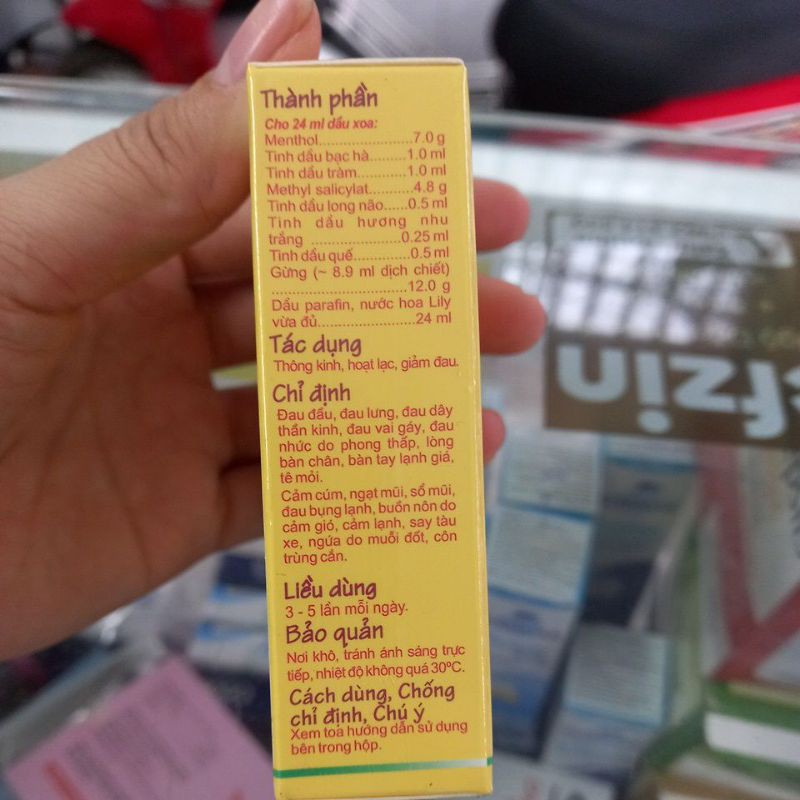 Thành phần
Cho 24 ml dầu xoa:
Menthol.......................7.0 g
Tinh dầu bạc hà.........1.0 ml
Tinh dầu tràm.............1.0 ml
Methyl salicylat...........4.8 g
Tinh dầu long não.....0.5 ml
Tinh dầu hương nhu
trắng ......................0.25 ml
Tinh dầu quế..............0.5 ml
Gừng (~ 8.9 ml dịch chiết)
.................................12.0 g
Dầu parafin, nước hoa Lily
vừa đủ........................24 ml
Tác dụng
Thông kinh, hoạt lạc, giảm đau.
Chỉ định
Đau đầu, đau lưng, đau dây
thần kinh, đau vai gáy, đau
nhức do phong thấp, lòng
bàn chân, bàn tay lạnh giá,
tê mỏi.
Cảm cúm, ngạt mũi, sổ mũi,
đau bụng lạnh, buồn nôn do
cảm gió, cảm lạnh, say tàu
xe, ngứa do muỗi đốt, côn
trùng cắn.
Liều dùng
3 - 5 lần mỗi ngày.
Bảo quản
Nơi khô, tránh ánh sáng trực
tiếp, nhiệt độ không quá 30ºC.
Cách dùng, Chống
chỉ định, Chú ý
Xem toa hướng dẫn sử dụng
bên trong hộp.